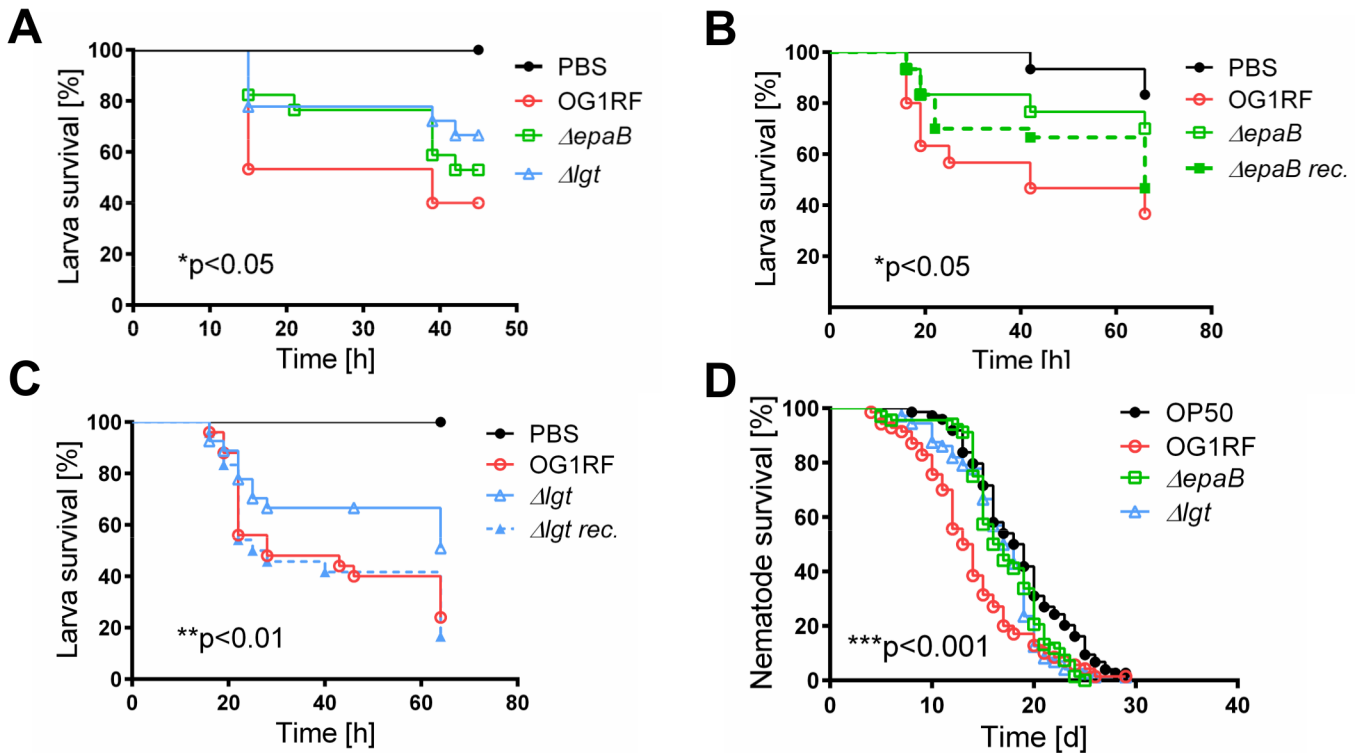 A
Larva survival [%]
100
80
60
40
20
0
0 10 20 30 40 50
Time [h]
*p<0.05
PBS
OG1RF
ΔepaB
Δlgt
B
Larva survival [%]
100
80
60
40
20
0 20 40 60 80
Time [h]
*p<0.05
PBS
OG1RF
ΔepaB
ΔepaB rec.
C
Larva survival [%]
100
80
60
40
20
0
0 20 40 60 80
Time [h]
**p<0.01
PBS
OG1RF
Δlgt
Δlgt rec.
D
Nematode survival [%]
100
80
60
40
20
0
0 10 20 30 40
Time [d]
***p<0.001
OP50
OG1RF
ΔepaB
Δlgt